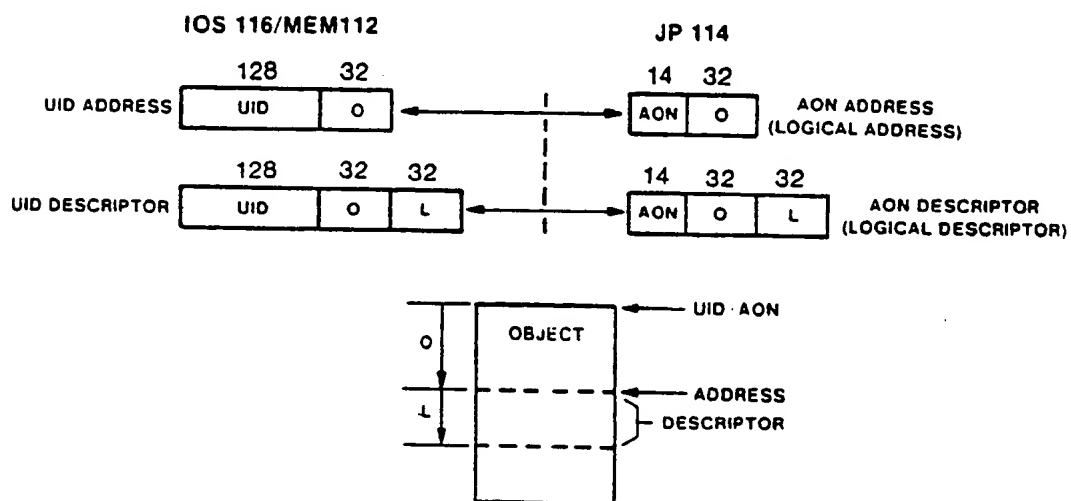 IOS 116/MEM112
JP 114
128 32
14 32
UID ADDRESS
UID O
AON O
AON ADDRESS
(LOGICAL ADDRESS)
128 32 32
14 32 32
UID DESCRIPTOR
UID O L
AON O L
AON DESCRIPTOR
(LOGICAL DESCRIPTOR)
UID · AON
OBJECT
O
ADDRESS
L
DESCRIPTOR